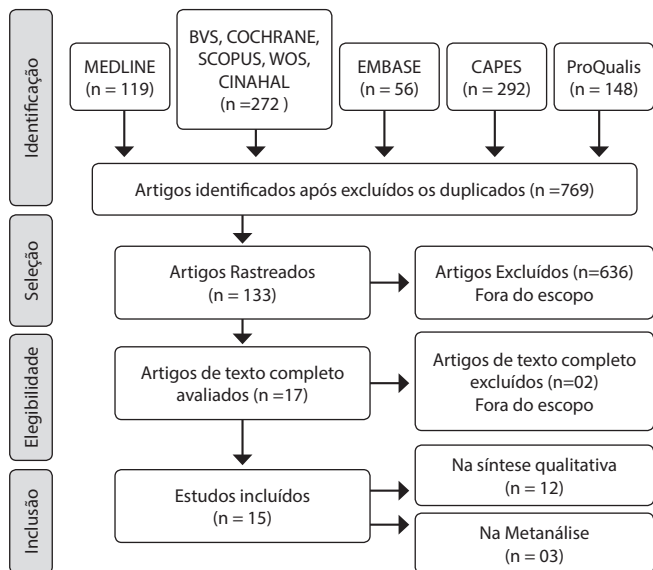 Identificação
MEDLINE
(n = 119)
BVS, COCHRANE,
SCOPUS, WOS,
CINAHAL
(n =272 )
EMBASE
(n = 56)
CAPES
(n = 292)
ProQualis
(n = 148)
Artigos identificados após excluídos os duplicados (n =769)
Seleção
Artigos Rastreados
(n = 133)
Artigos Excluídos (n=636)
Fora do escopo
Elegibilidade
Artigos de texto completo
avaliados (n =17)
Artigos de texto completo
excluídos (n=02)
Fora do escopo
Inclusão
Estudos incluídos
(n = 15)
Na síntese qualitativa
(n = 12)
Na Metanálise
(n = 03)